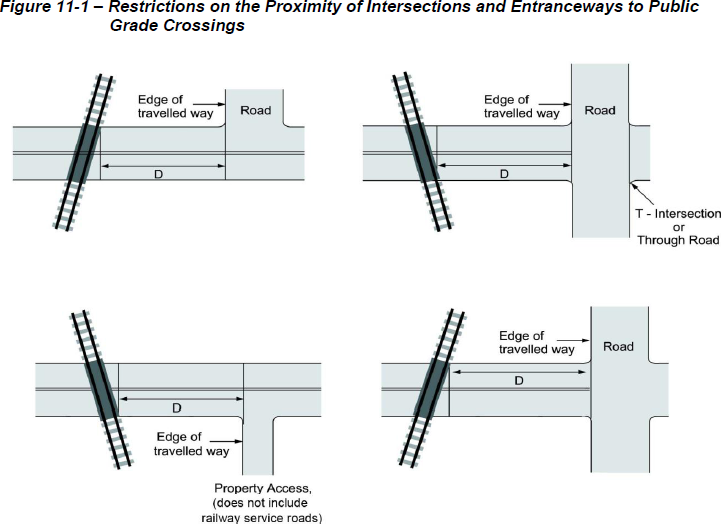 Figure 11-1 – Restrictions on the Proximity of Intersections and Entranceways to Public
Grade Crossings
Edge of
travelled way
Road
D
Edge of
travelled way
Road
D
T - Intersection
or
Through Road
D
Edge of
travelled way
Property Access,
(does not include
railway service roads)
Edge of
travelled way
Road
D